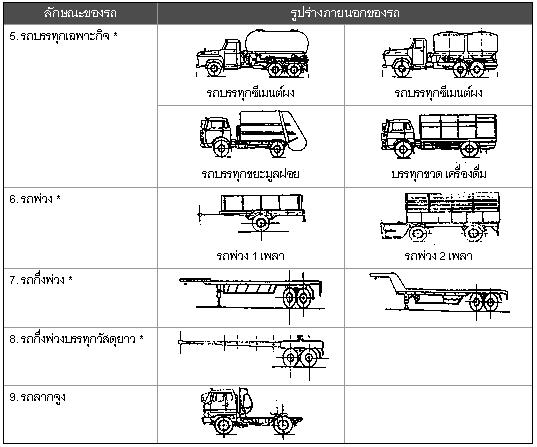 ลักษณะของรถ
รูปร่างภายนอกของรถ
5. รถบรรทุกเฉพาะกิจ *
รถบรรทุกซีเมนต์ผง
รถบรรทุกซีเมนต์ผง
รถบรรทุกขยะมูลฝอย
บรรทุกขวด เครื่องดื่ม
6. รถพ่วง *
รถพ่วง 1 เพลา
รถพ่วง 2 เพลา
7. รถกึ่งพ่วง *
8. รถกึ่งพ่วงบรรทุกวัสดุยาว *
9. รถลากจูง